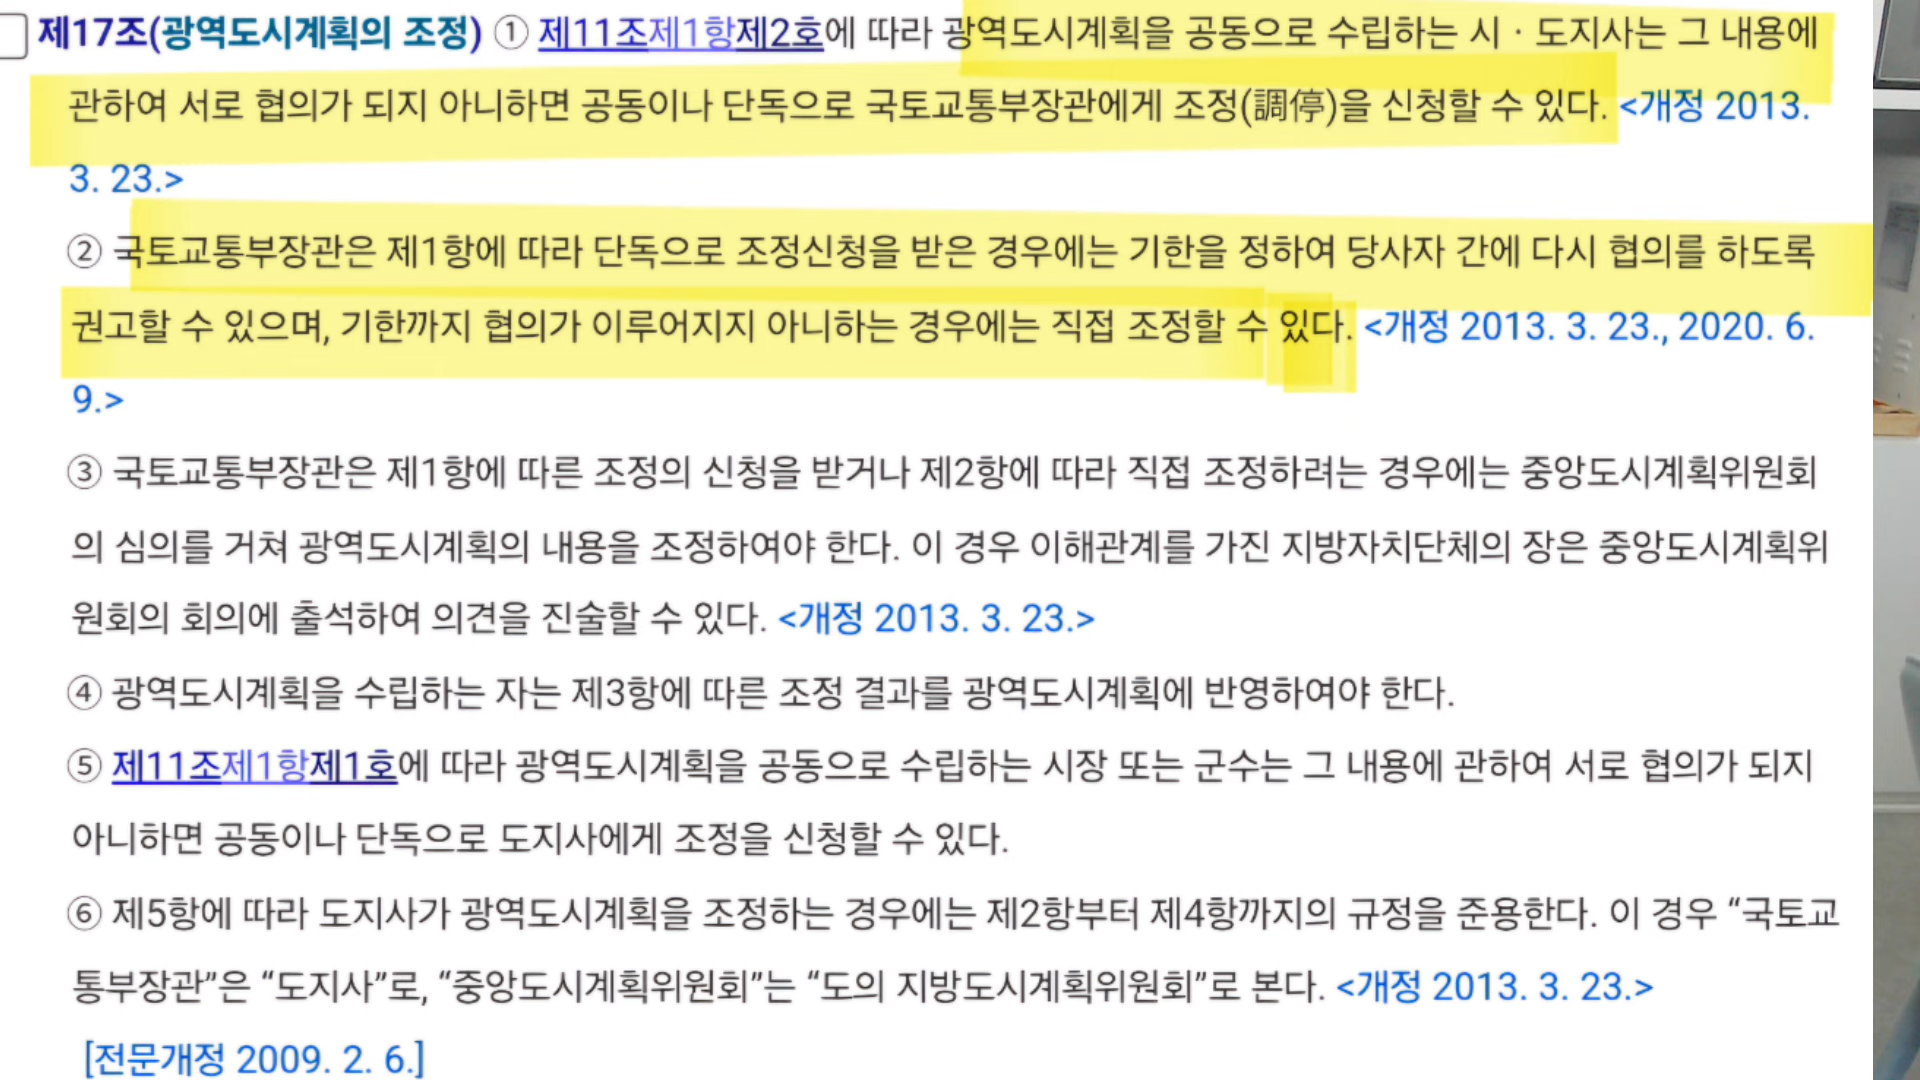 제17조(광역도시계획의 조정) ① 제11조제1항제2호에 따라 광역도시계획을 공동으로 수립하는 시ㆍ도지사는 그 내용에
관하여 서로 협의가 되지 아니하면 공동이나 단독으로 국토교통부장관에게 조정(調停)을 신청할 수 있다. <개정 2013.
3. 23.>
② 국토교통부장관은 제1항에 따라 단독으로 조정신청을 받은 경우에는 기한을 정하여 당사자 간에 다시 협의를 하도록
권고할 수 있으며, 기한까지 협의가 이루어지지 아니하는 경우에는 직접 조정할 수 있다. <개정 2013. 3. 23., 2020. 6.
9.>
③ 국토교통부장관은 제1항에 따른 조정의 신청을 받거나 제2항에 따라 직접 조정하려는 경우에는 중앙도시계획위원회
의 심의를 거쳐 광역도시계획의 내용을 조정하여야 한다. 이 경우 이해관계를 가진 지방자치단체의 장은 중앙도시계획위
원회의 회의에 출석하여 의견을 진술할 수 있다. <개정 2013. 3. 23.>
④ 광역도시계획을 수립하는 자는 제3항에 따른 조정 결과를 광역도시계획에 반영하여야 한다.
⑤ 제11조제1항제1호에 따라 광역도시계획을 공동으로 수립하는 시장 또는 군수는 그 내용에 관하여 서로 협의가 되지
아니하면 공동이나 단독으로 도지사에게 조정을 신청할 수 있다.
⑥ 제5항에 따라 도지사가 광역도시계획을 조정하는 경우에는 제2항부터 제4항까지의 규정을 준용한다. 이 경우 “국토교
통부장관”은 “도지사”로, “중앙도시계획위원회”는 “도의 지방도시계획위원회”로 본다. <개정 2013. 3. 23.>
[전문개정 2009. 2. 6.]